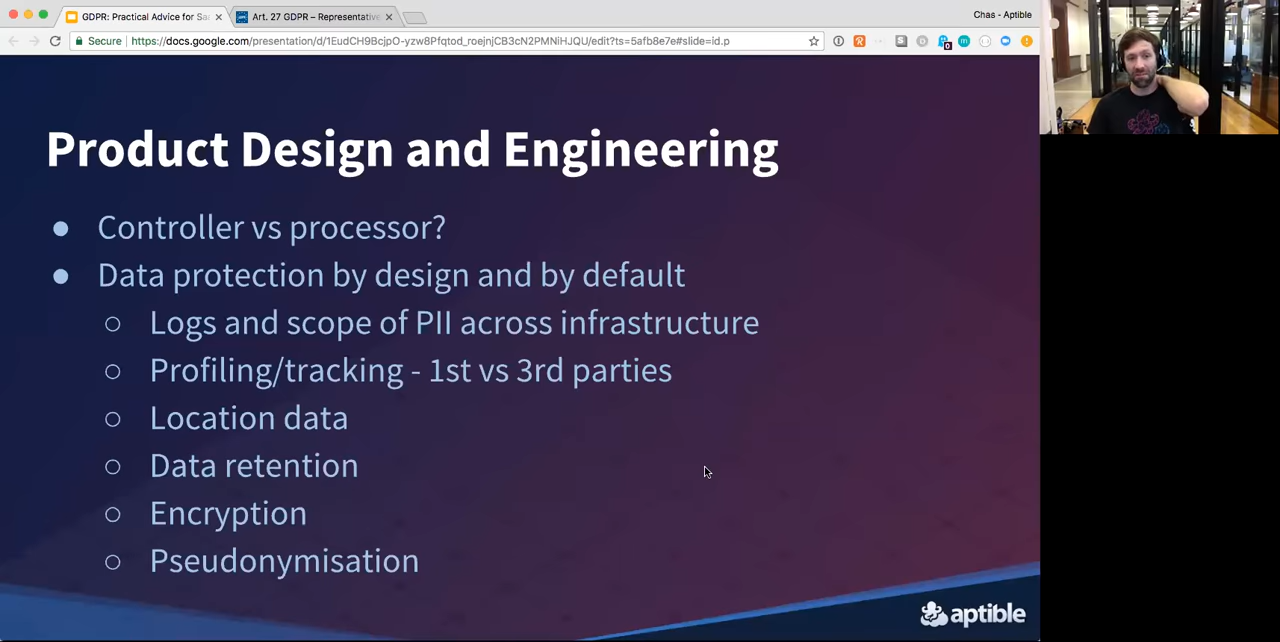 GDPR: Practical Advice for Sa
Art. 27 GDPR – Representative
Chas - Aptible
Secure
https://docs.google.com/presentation/d/1EudCH9BcjpO-yzw8Pfqtod_roejnjCB3cN2PMNiHJQU/edit?ts=5afb8e7e#slide=id.p
Product Design and Engineering
● Controller vs processor?
● Data protection by design and by default
○ Logs and scope of PII across infrastructure
○ Profiling/tracking - 1st vs 3rd parties
○ Location data
○ Data retention
○ Encryption
○ Pseudonymisation
aptible